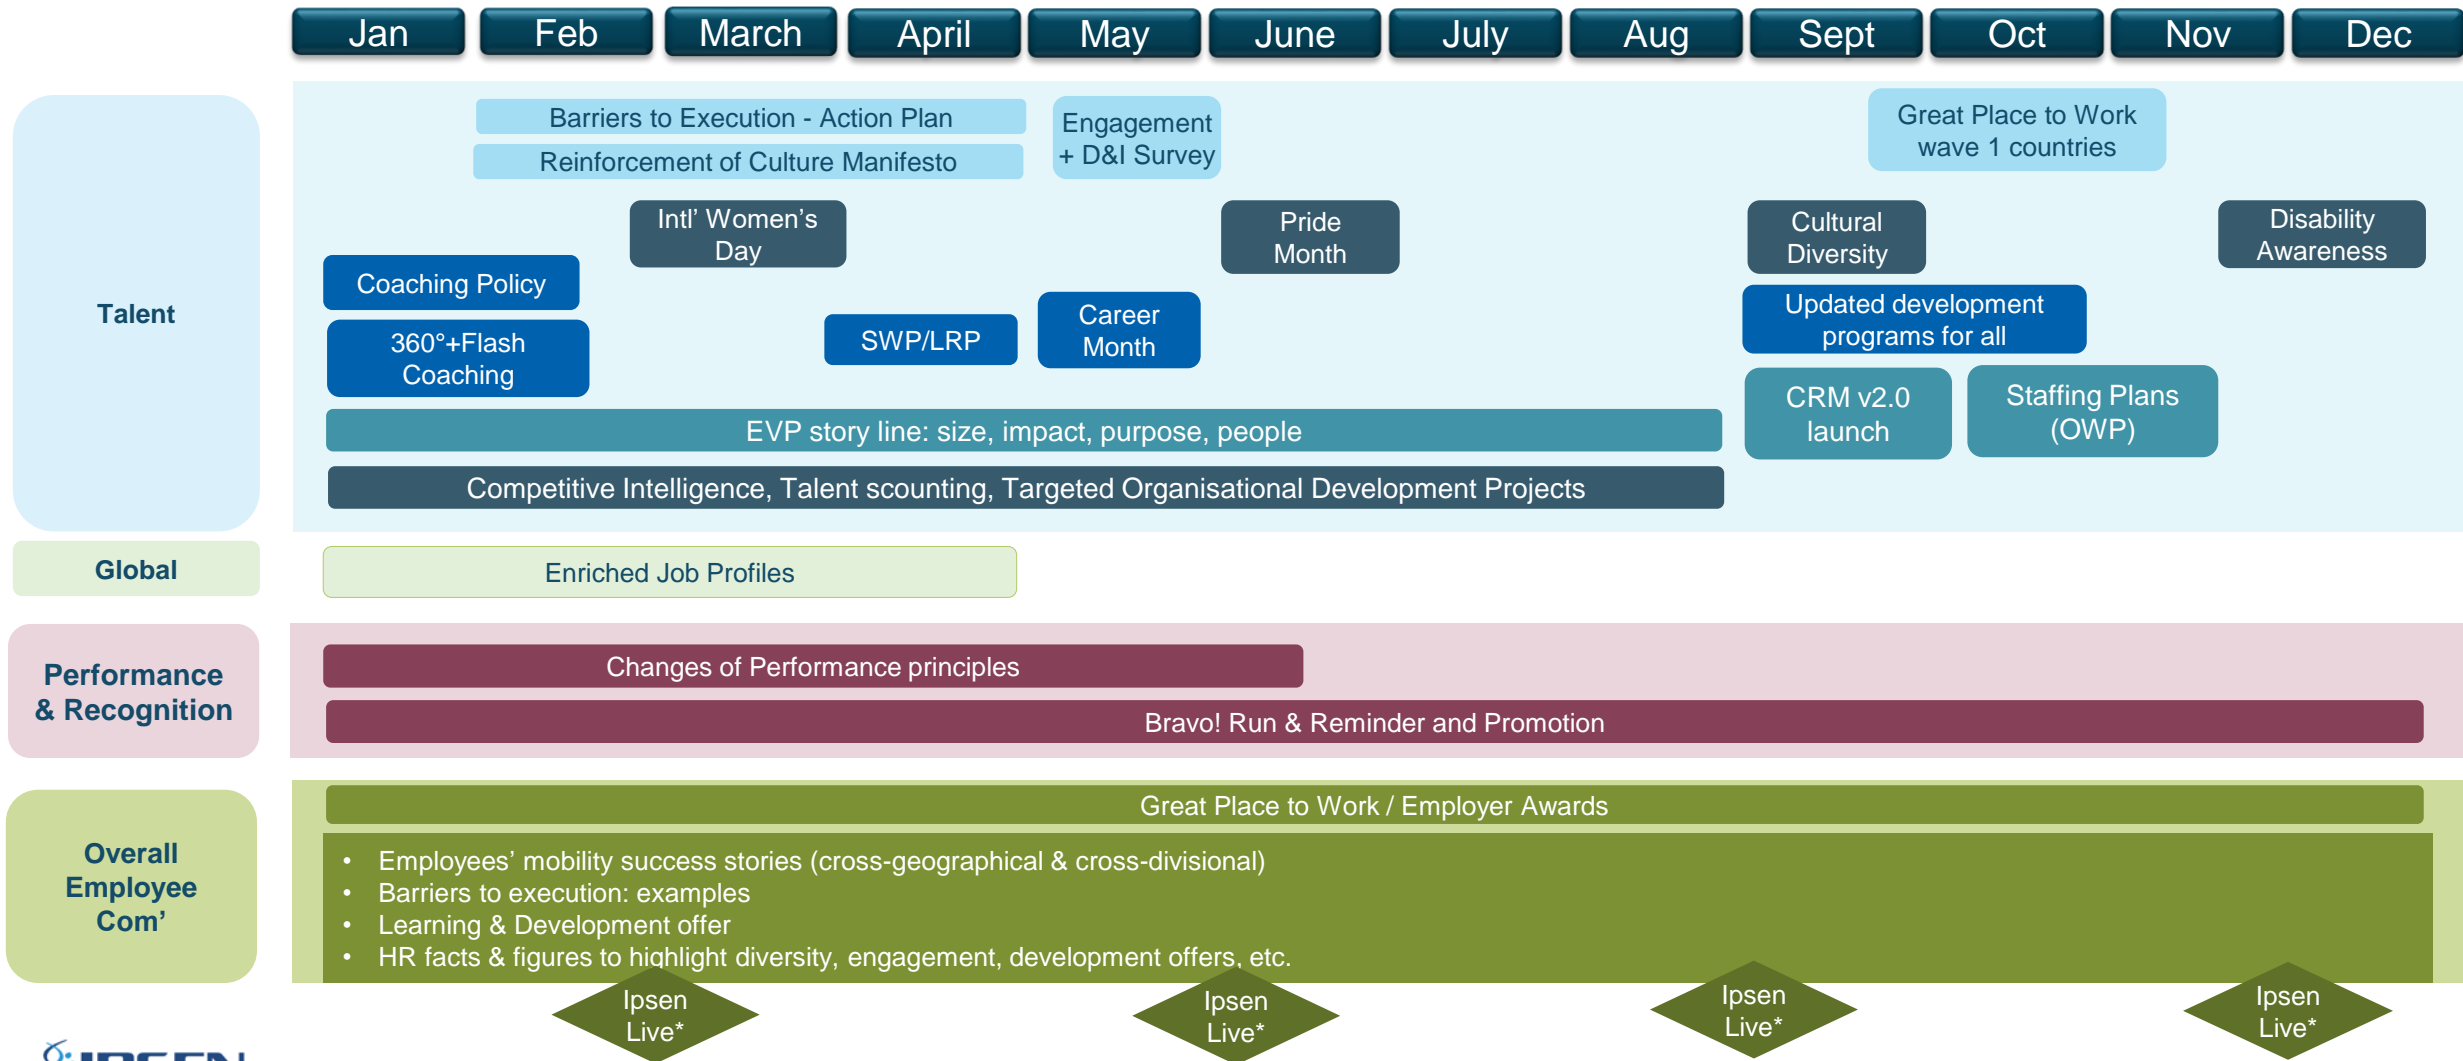 Jan Feb March April May June July Aug Sept Oct Nov Dec
Talent
Barriers to Execution - Action Plan
Reinforcement of Culture Manifesto
Engagement
+ D&I Survey
Great Place to Work
wave 1 countries
Intl’ Women’s
Day
Pride
Month
Cultural
Diversity
Disability
Awareness
Coaching Policy
360°+Flash
Coaching
SWP/LRP
Career
Month
Updated development
programs for all
EVP story line: size, impact, purpose, people
CRM v2.0
launch
Staffing Plans
(OWP)
Competitive Intelligence, Talent scounting, Targeted Organisational Development Projects
Global
Enriched Job Profiles
Performance
& Recognition
Changes of Performance principles
Bravo! Run & Reminder and Promotion
Overall
Employee
Com’
Great Place to Work / Employer Awards
• Employees’ mobility success stories (cross-geographical & cross-divisional)
• Barriers to execution: examples
• Learning & Development offer
• HR facts & figures to highlight diversity, engagement, development offers, etc.
Ipsen
Live*
Ipsen
Live*
Ipsen
Live*
Ipsen
Live*
IPSEN